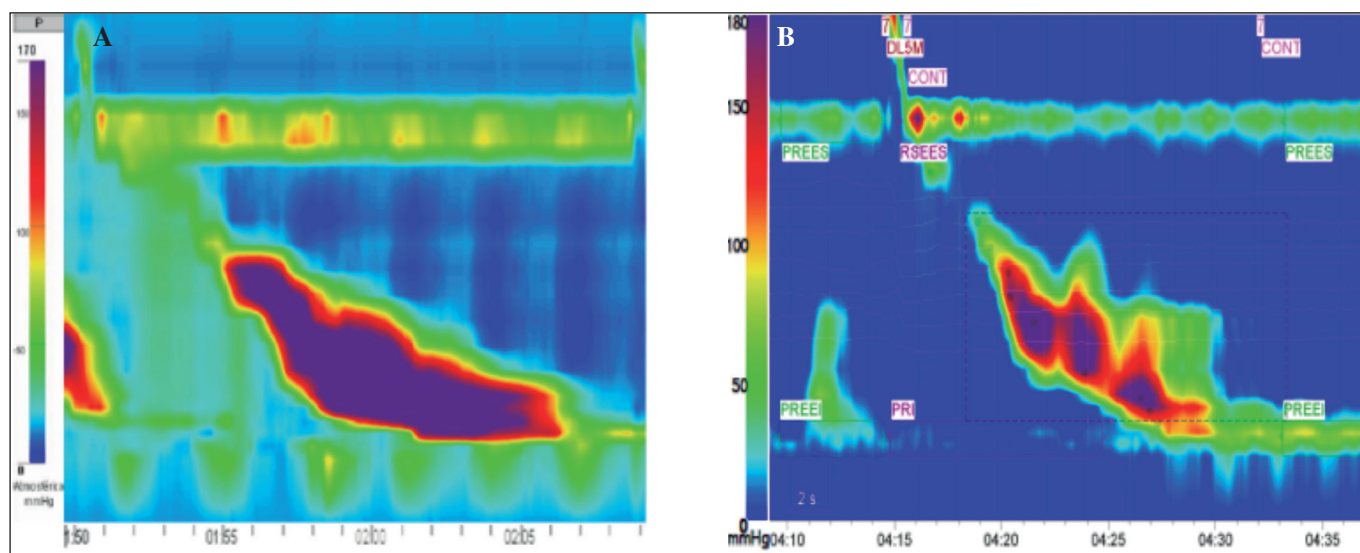 P
A
170
150
100
50
0
Atmosférica
mmHg
1:50
01:55
02:00
02:05
B
180
150
100
50
0
mmHg
7 7
DL5M
CONT
7
CONT
PREES
RSEES
PREES
PREEI
PRI
PREEI
2 s
04:10
04:15
04:20
04:25
04:30
04:35